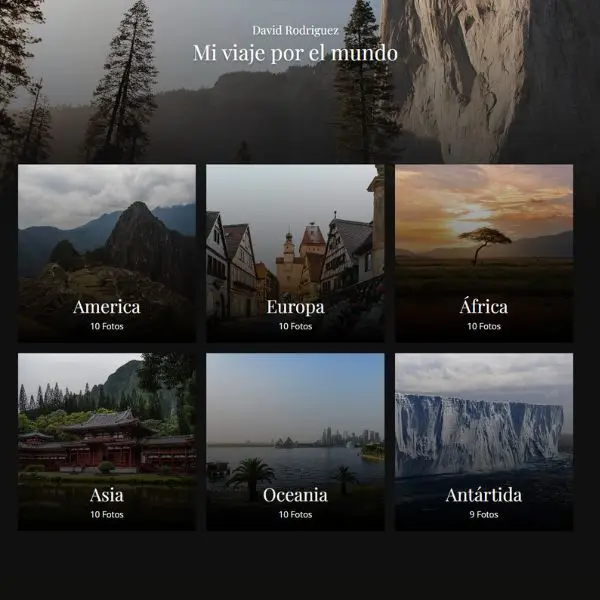 David Rodriguez
Mi viaje por el mundo
America
10 Fotos
Europa
10 Fotos
África
10 Fotos
Asia
10 Fotos
Oceania
10 Fotos
Antártida
9 Fotos